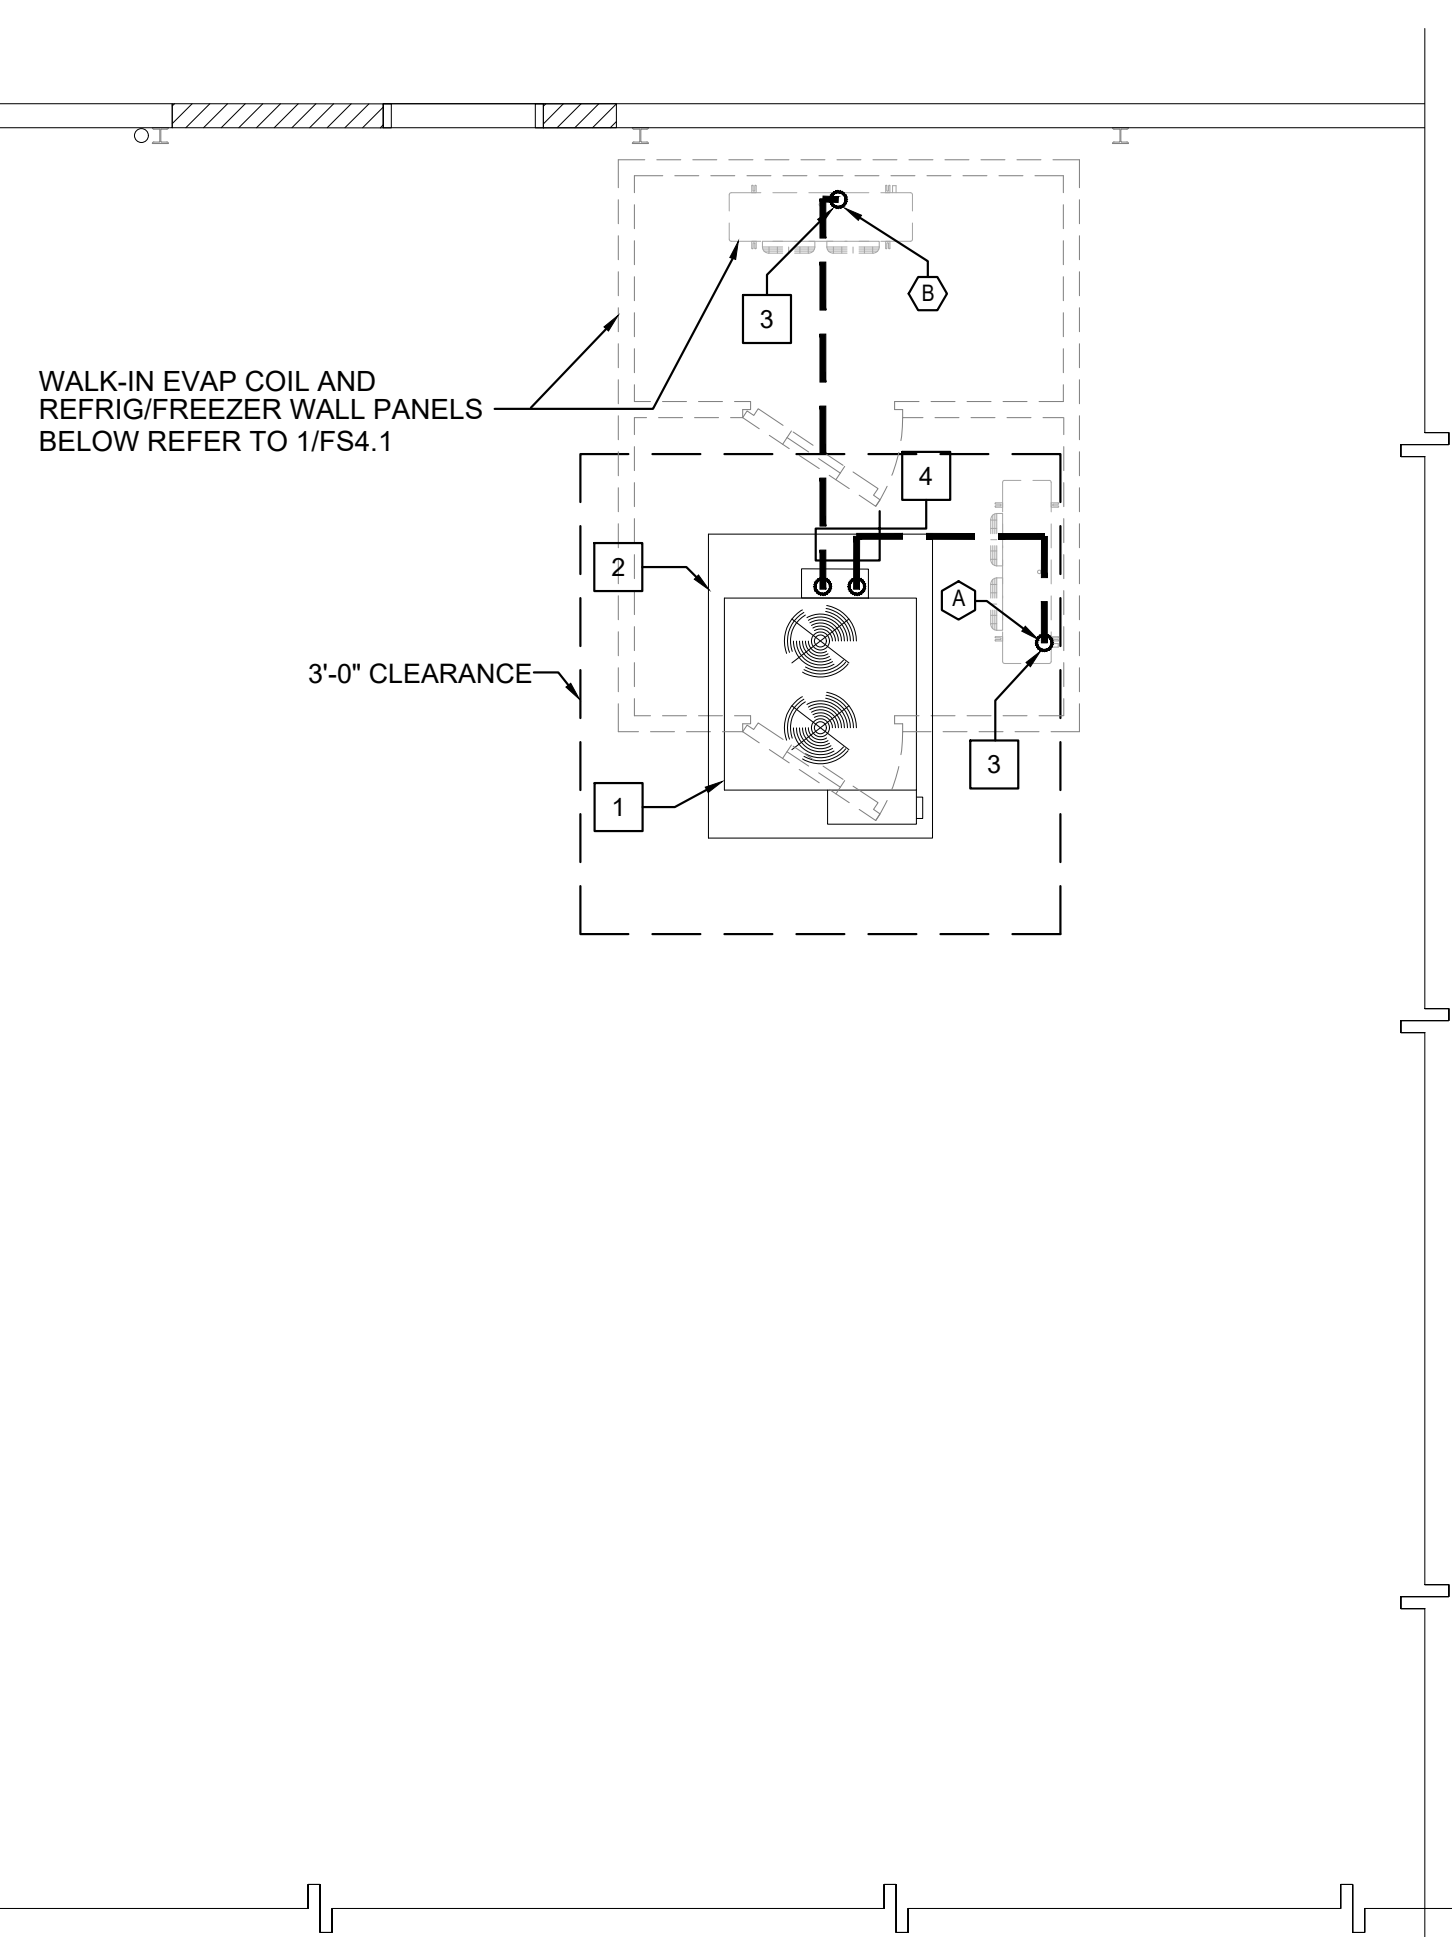 3
B
WALK-IN EVAP COIL AND
REFRIG/FREEZER WALL PANELS
BELOW REFER TO 1/FS4.1
4
2
A
3'-0" CLEARANCE
3
1